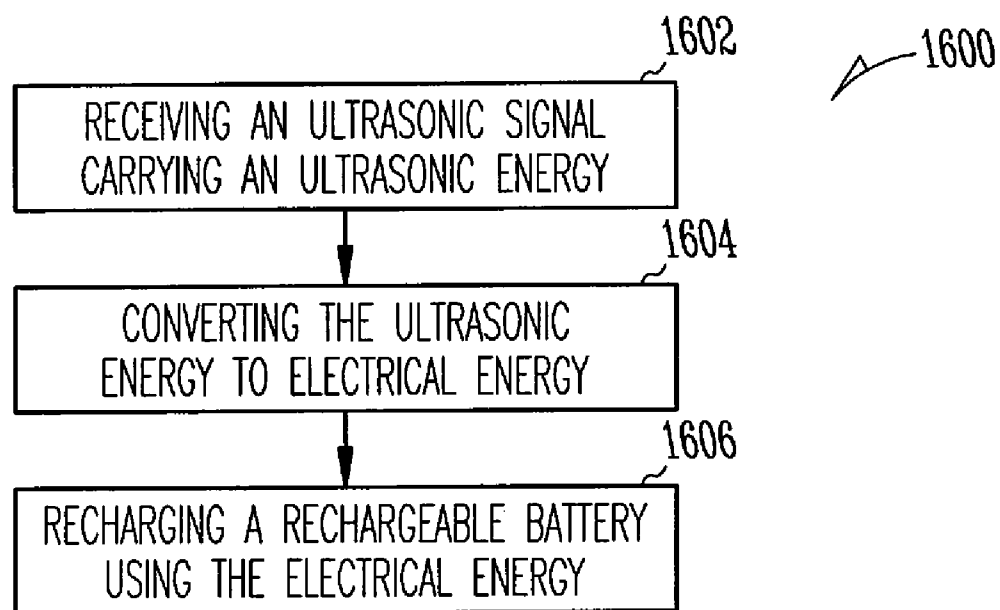 1602
1600
RECEIVING AN ULTRASONIC SIGNAL
CARRYING AN ULTRASONIC ENERGY
1604
CONVERTING THE ULTRASONIC
ENERGY TO ELECTRICAL ENERGY
1606
RECHARGING A RECHARGEABLE BATTERY
USING THE ELECTRICAL ENERGY